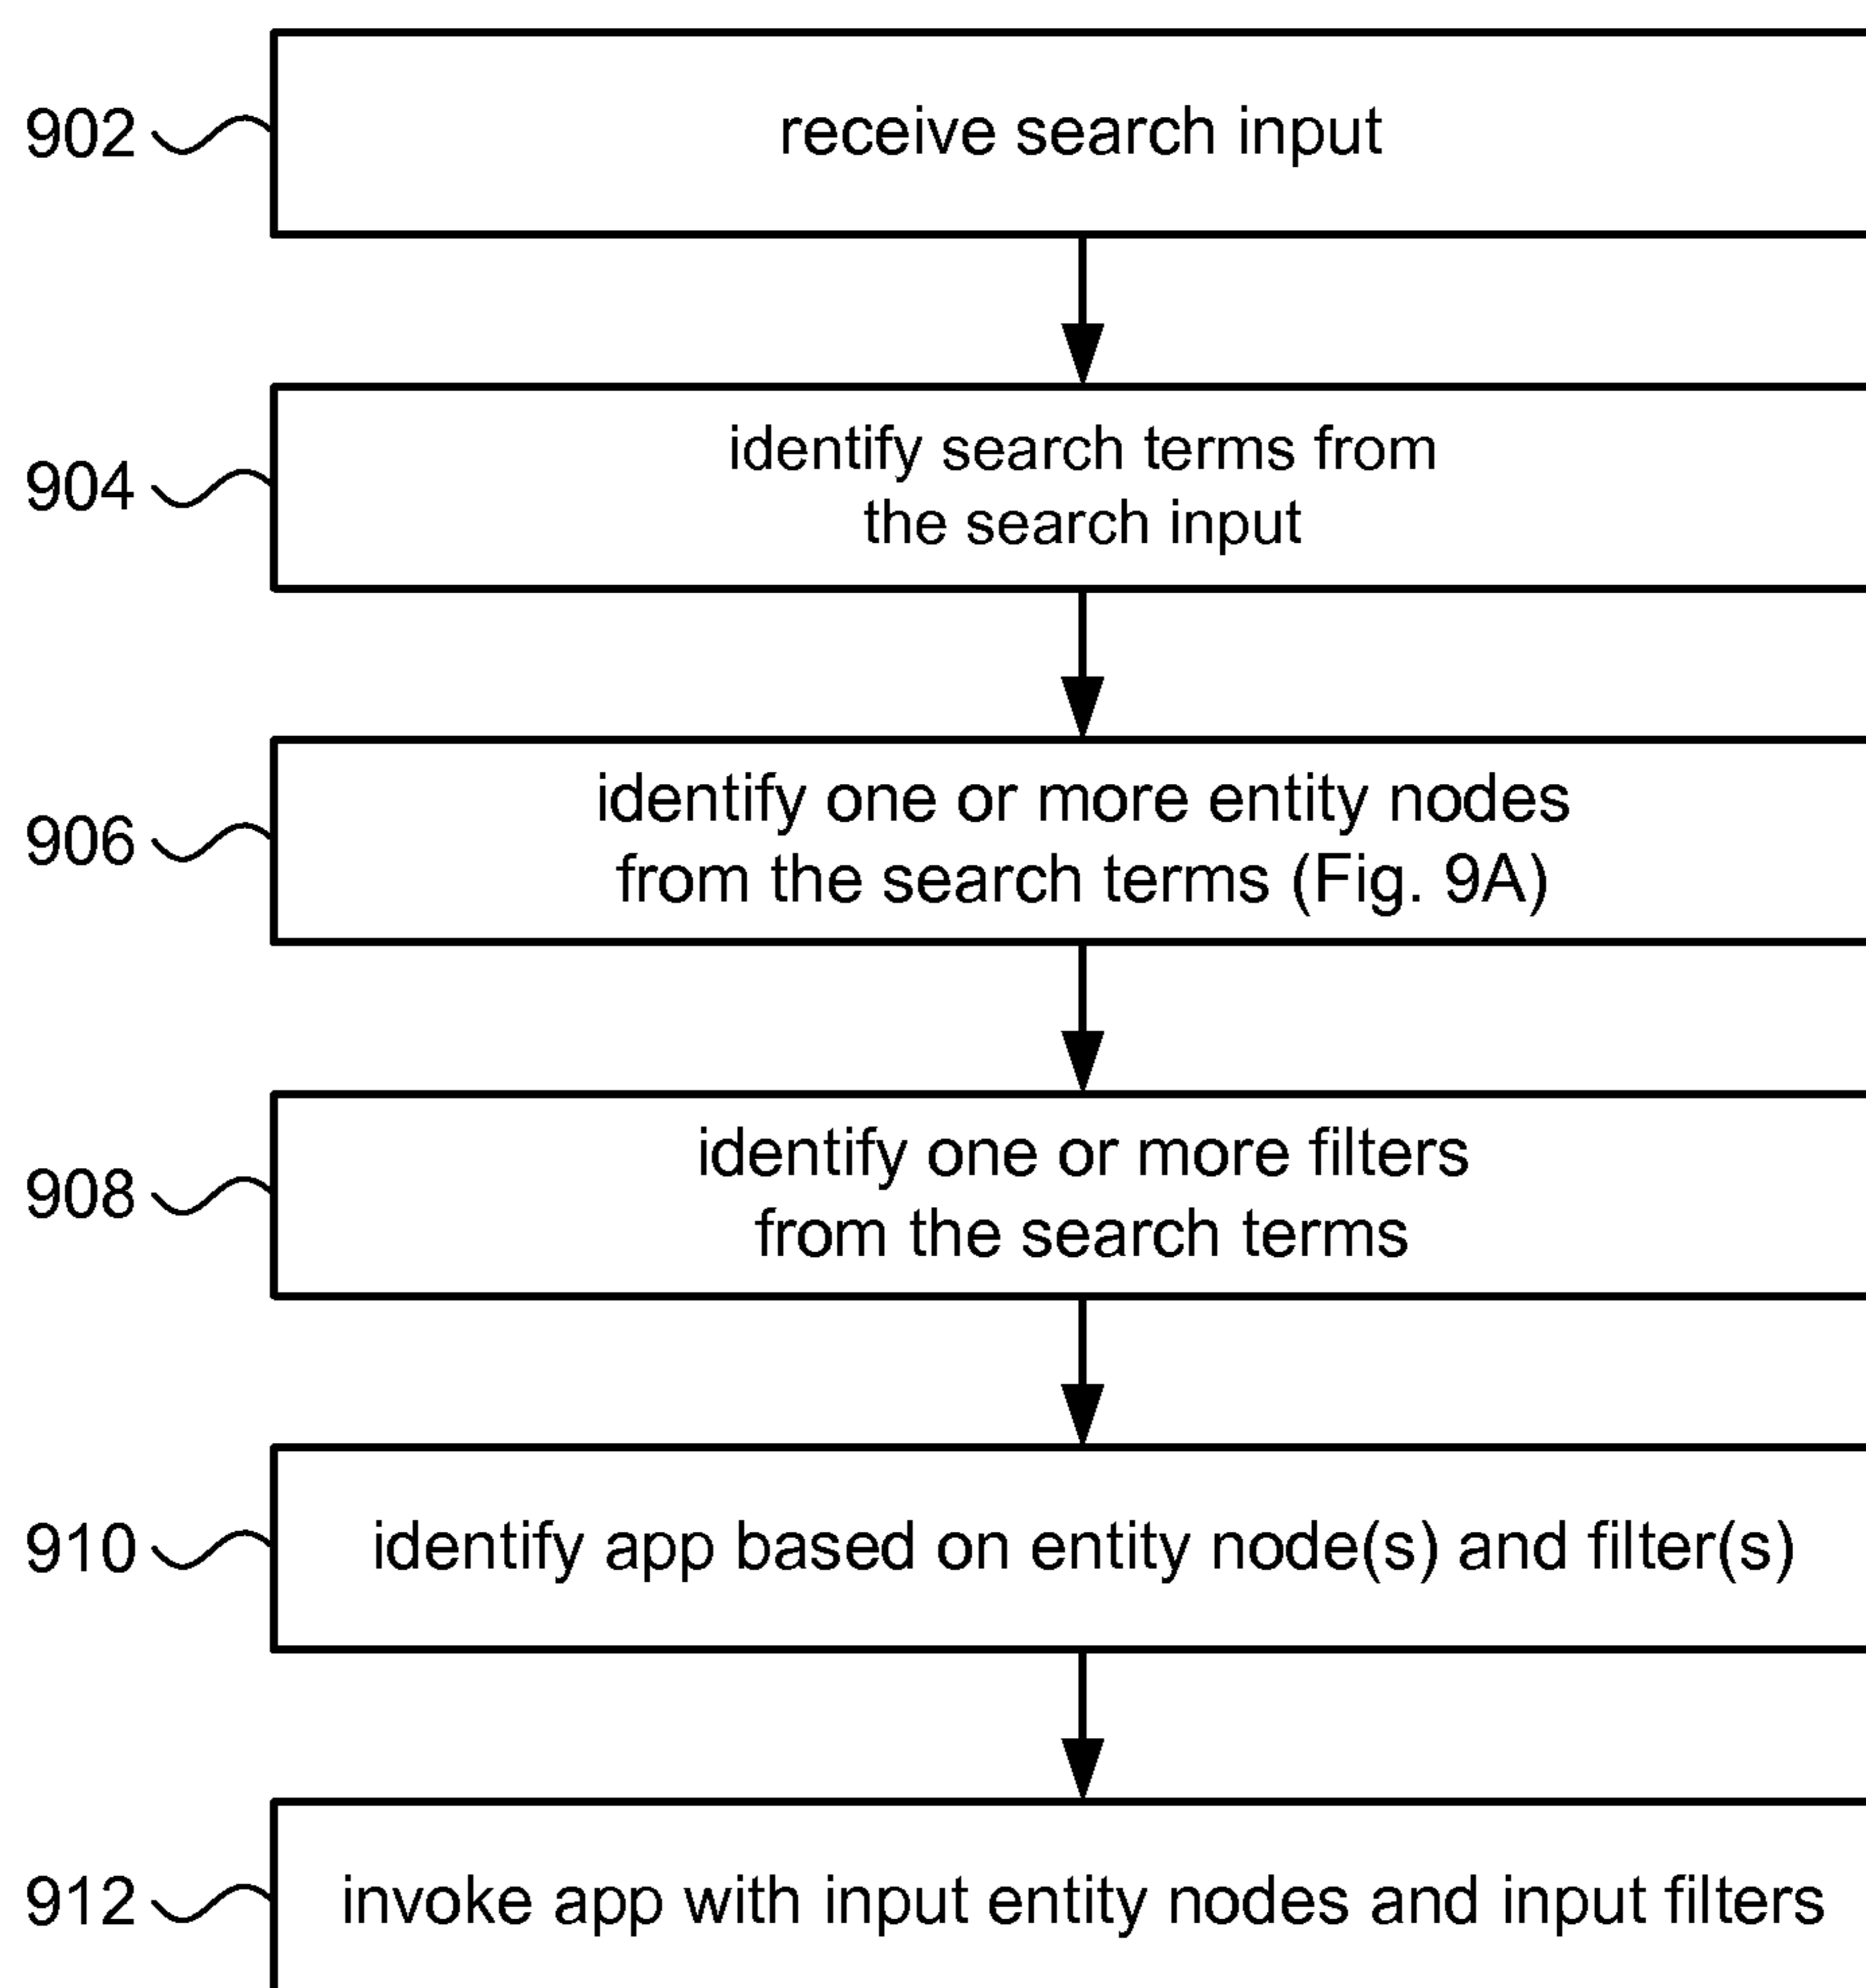 902
receive search input
904
identify search terms from
the search input
906
identify one or more entity nodes
from the search terms (Fig. 9A)
908
identify one or more filters
from the search terms
910
identify app based on entity node(s) and filter(s)
912
invoke app with input entity nodes and input filters